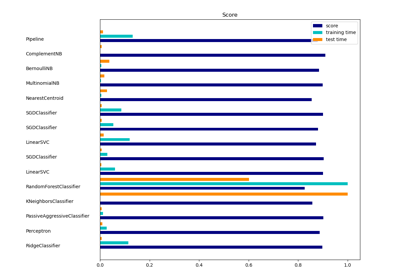 Score
score
training time
test time
Pipeline
ComplementNB
BernoulliNB
MultinomialNB
NearestCentroid
SGDClassifier
SGDClassifier
LinearSVC
SGDClassifier
LinearSVC
RandomForestClassifier
KNeighborsClassifier
PassiveAggressiveClassifier
Perceptron
RidgeClassifier
0.0 0.2 0.4 0.6 0.8 1.0